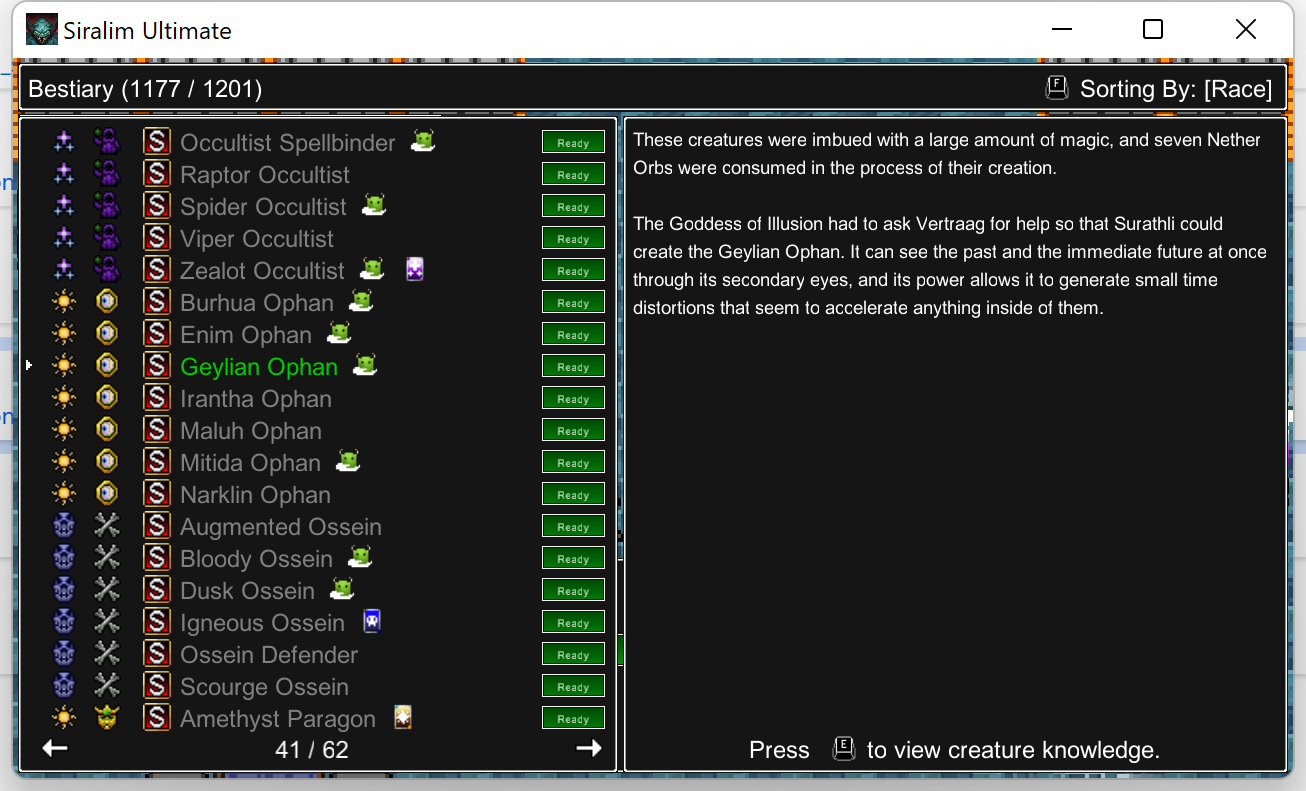 Siralim Ultimate
Bestiary (1177 / 1201)
F Sorting By: [Race]
S Occultist Spellbinder Ready
S Raptor Occultist Ready
S Spider Occultist Ready
S Viper Occultist Ready
S Zealot Occultist Ready
S Burhua Ophan Ready
S Enim Ophan Ready
S Geylian Ophan Ready
S Irantha Ophan Ready
S Maluh Ophan Ready
S Mitida Ophan Ready
S Narklin Ophan Ready
S Augmented Ossein Ready
S Bloody Ossein Ready
S Dusk Ossein Ready
S Igneous Ossein Ready
S Ossein Defender Ready
S Scourge Ossein Ready
S Amethyst Paragon Ready
41 / 62
These creatures were imbued with a large amount of magic, and seven Nether
Orbs were consumed in the process of their creation.
The Goddess of Illusion had to ask Vertraag for help so that Surathli could
create the Geylian Ophan. It can see the past and the immediate future at once
through its secondary eyes, and its power allows it to generate small time
distortions that seem to accelerate anything inside of them.
Press E to view creature knowledge.